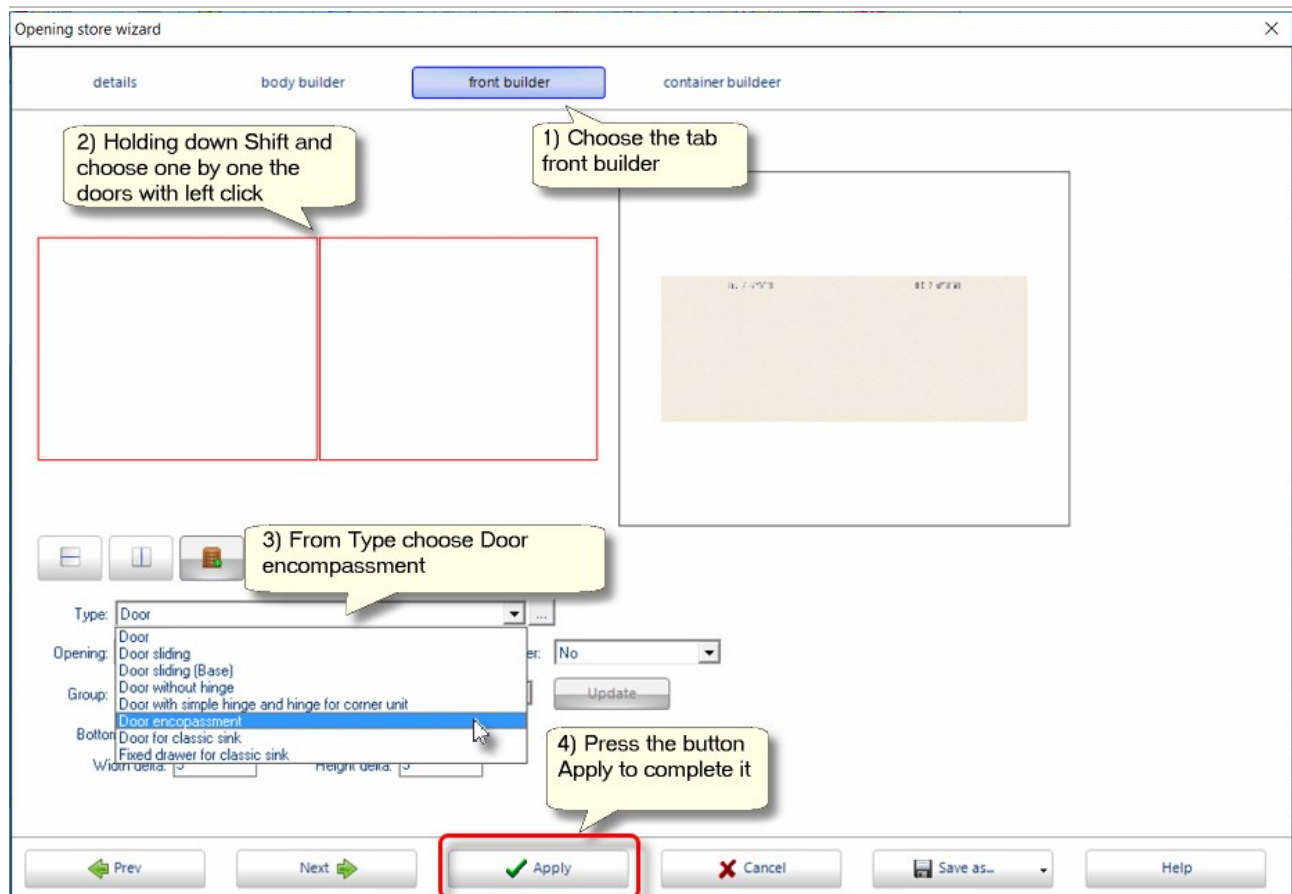 Opening store wizard
details body builder front builder container buildeer
2) Holding down Shift and
choose one by one the
doors with left click
1) Choose the tab
front builder
3) From Type choose Door
encompassment
Type: Door ...
Door
Opening: Door sliding No
Door sliding (Base)
Group: Door without hinge Update
Door with simple hinge and hinge for corner unit
Door encopassment
Door for classic sink
Fixed drawer for classic sink
Width delta: Height delta:
4) Press the button
Apply to complete it
Prev Next Apply Cancel Save as... Help